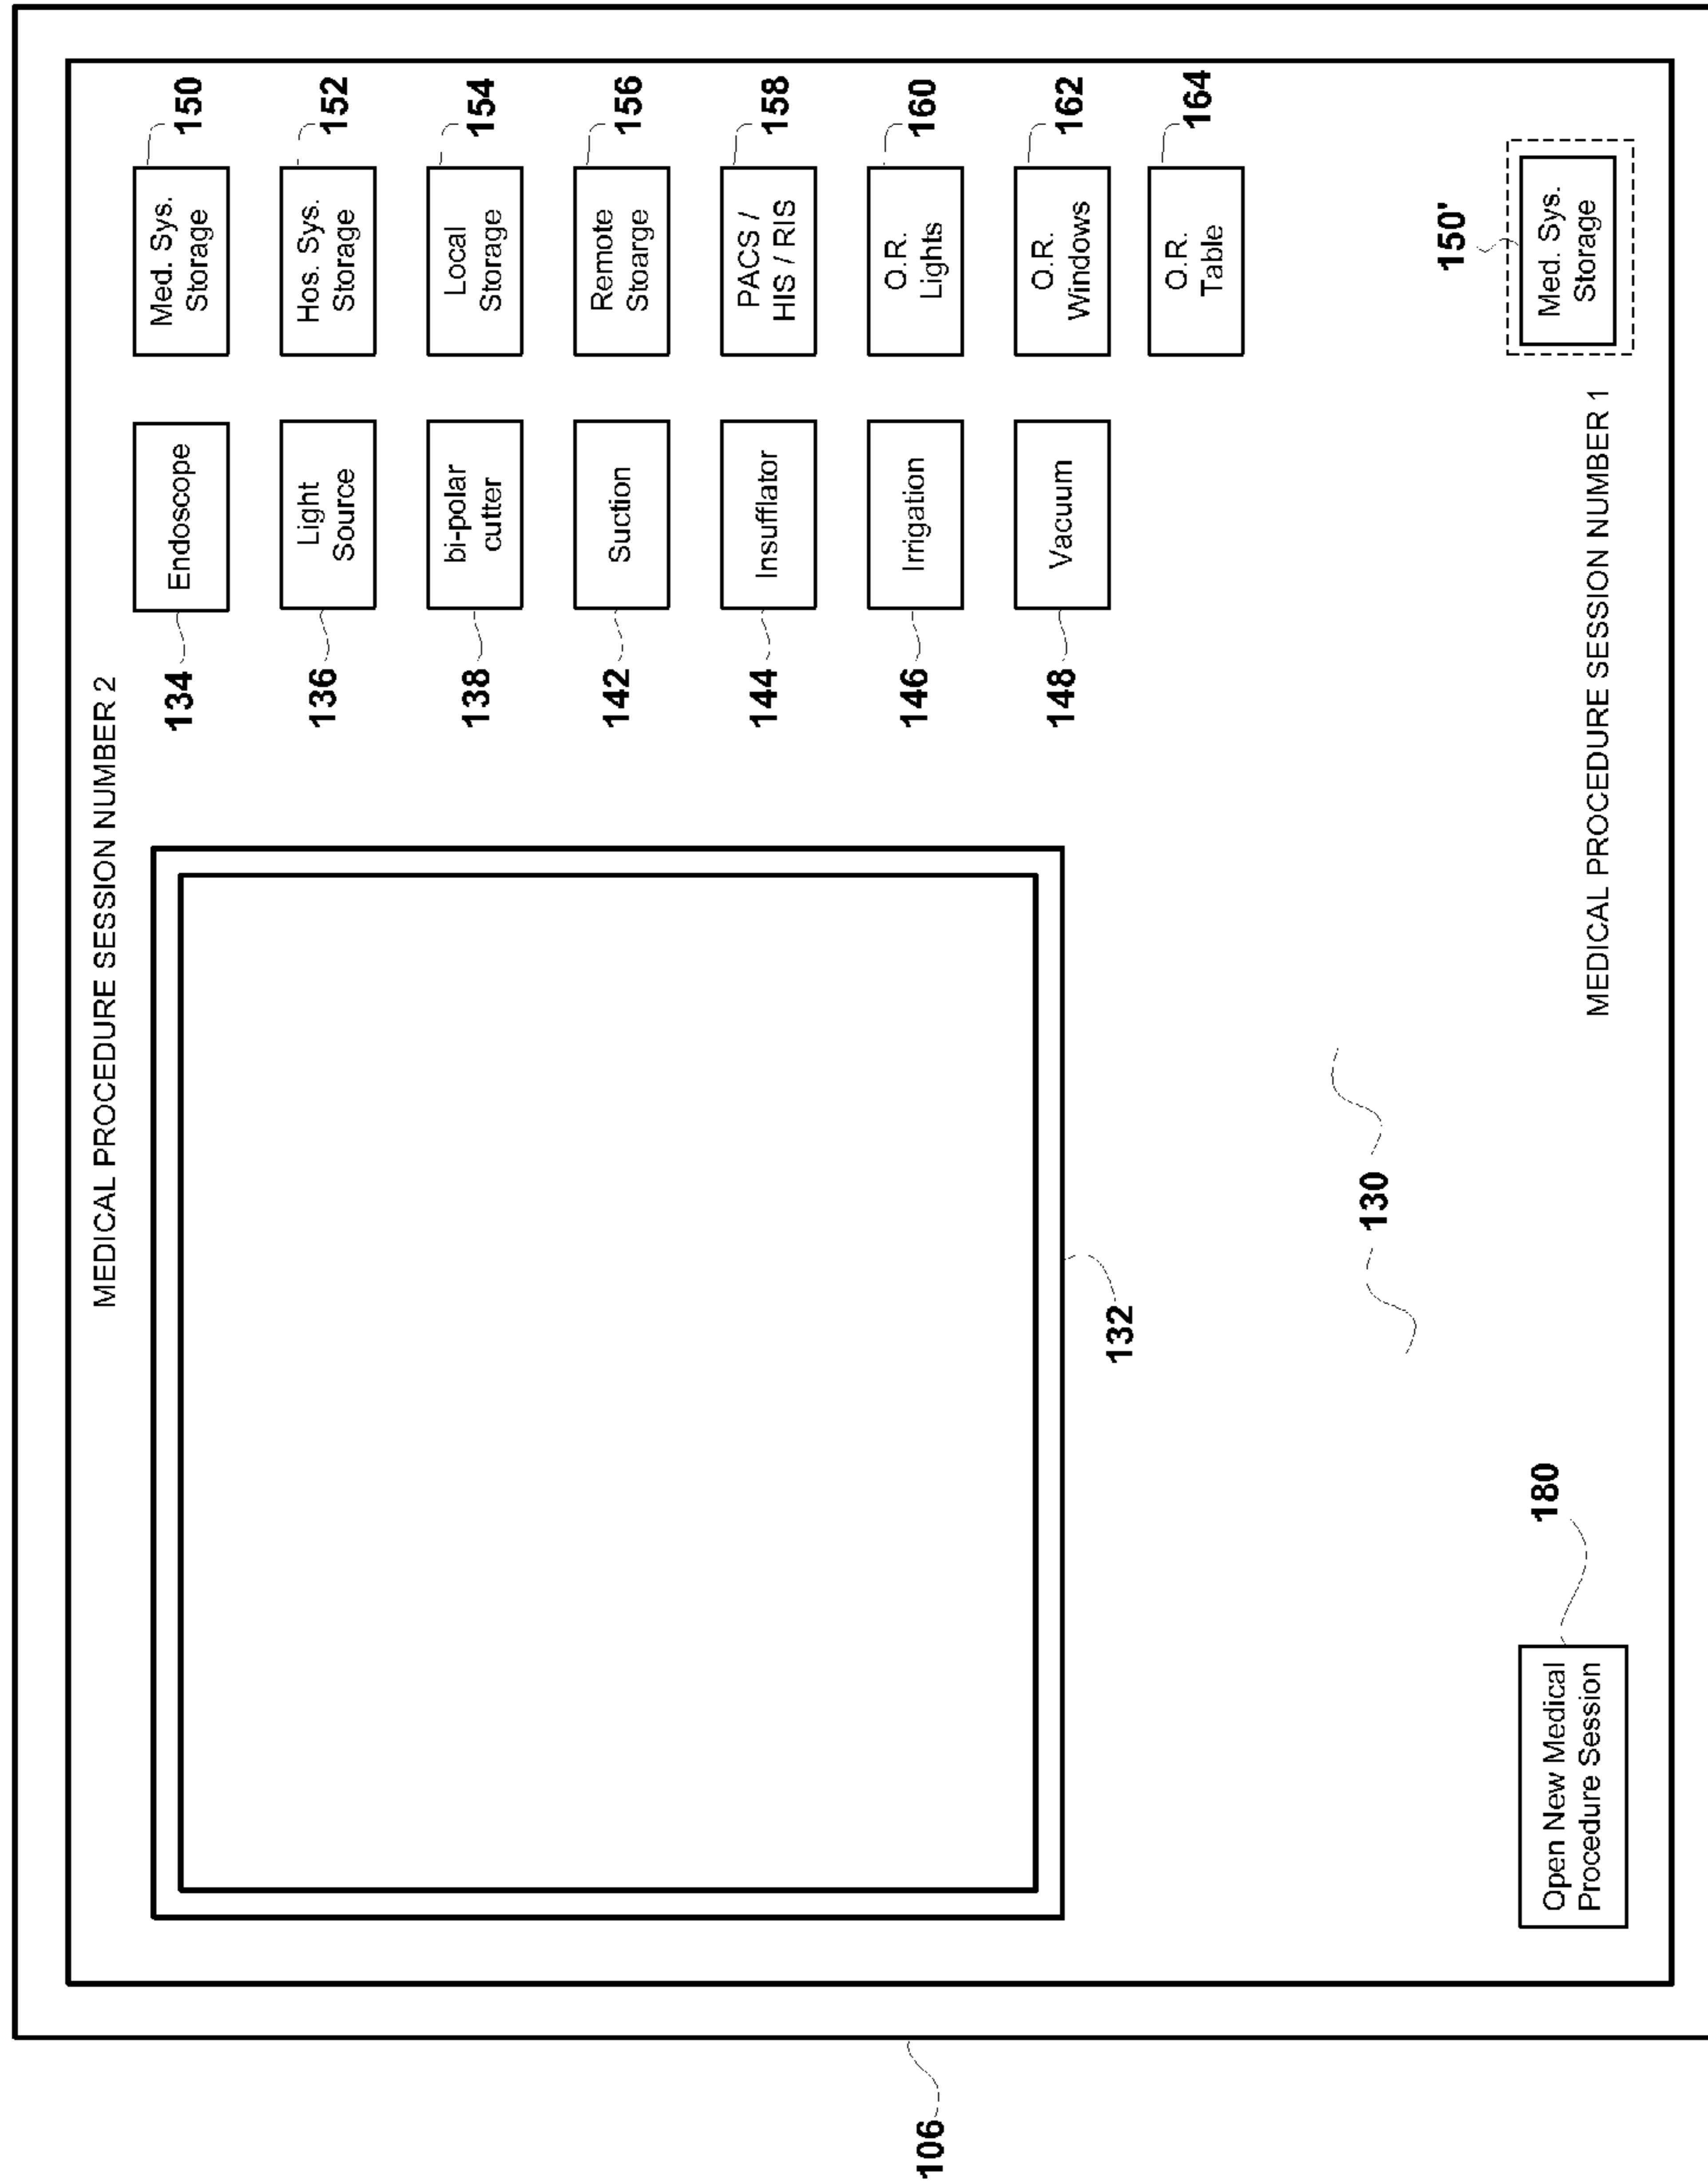 MEDICAL PROCEDURE SESSION NUMBER 2
Endoscope
134
Med. Sys.
Storage
150
Light
Source
136
Hos. Sys.
Storage
152
bi-polar
cutter
138
Local
Storage
154
Suction
142
Remote
Stoarge
156
Insufflator
144
PACS /
HIS / RIS
158
Irrigation
146
O.R.
Lights
160
Vacuum
148
O.R.
Windows
162
O.R.
Table
164
132
130
106
180
Open New Medical
Procedure Session
150'
Med. Sys.
Storage
MEDICAL PROCEDURE SESSION NUMBER 1